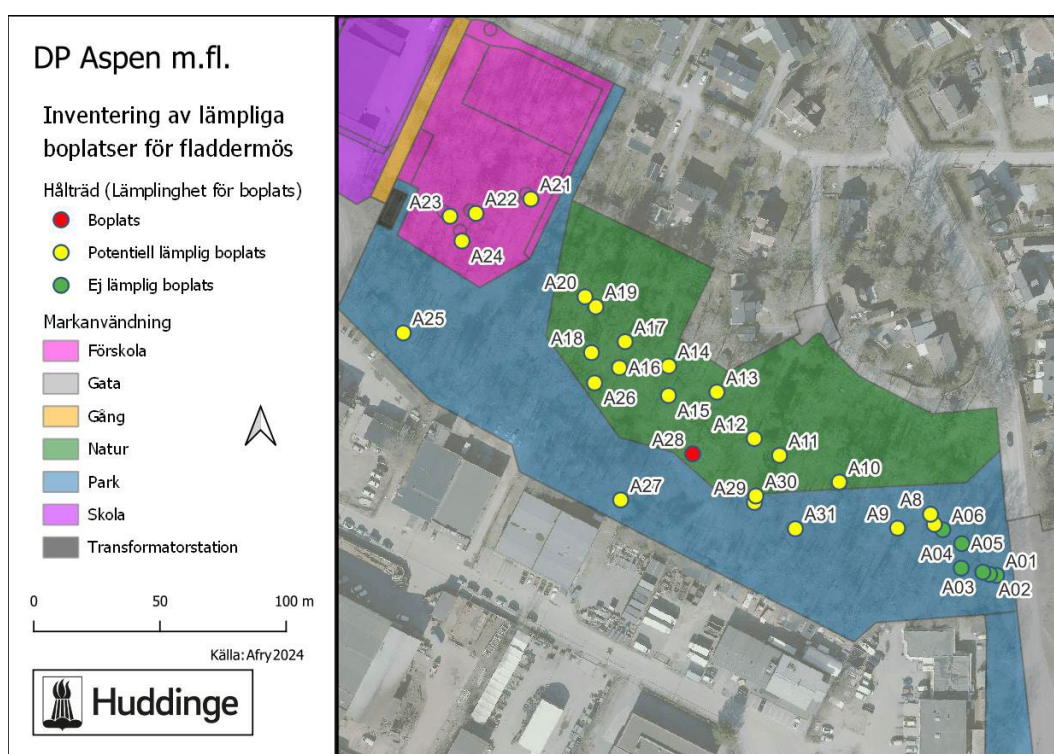 DP Aspen m.fl.
Inventering av lämpliga
boplatser för fladdermös
Hålträd (Lämplinghet för boplats)
Boplats
Potentiell lämplig boplats
Ej lämplig boplats
Markanvändning
Förskola
Gata
Gång
Natur
Park
Skola
Transformatorstation
0 50 100 m
Källa: Afry 2024
Huddinge
A21
A23 A22
A24
A20 A19
A25
A17
A18 A14
A16
A13
A26
A15
A12
A28 A11
A10
A27 A29 A30
A8
A31 A9 A06
A05
A04
A01
A03 A02